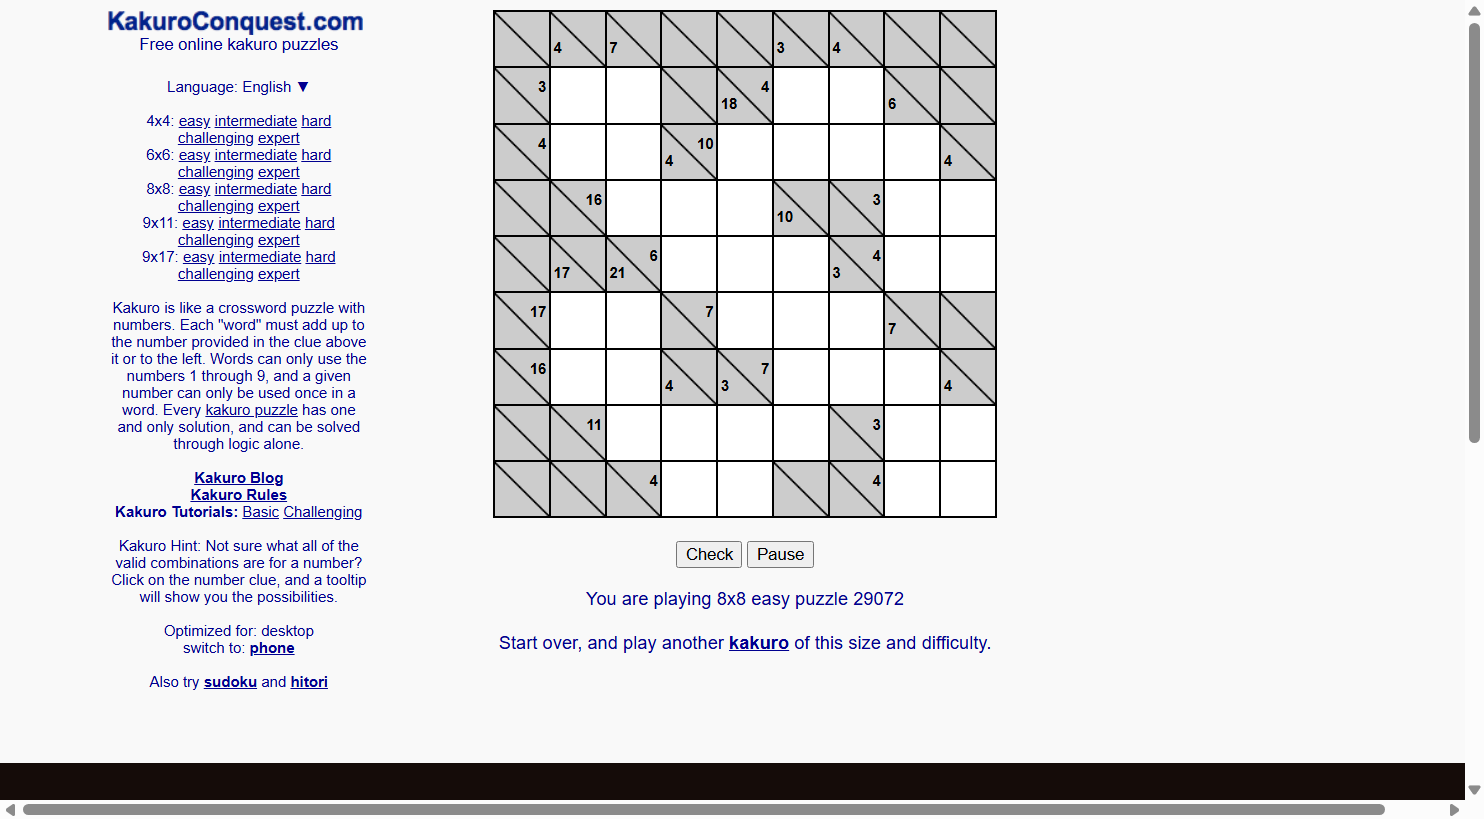 KakuroConquest.com
Free online kakuro puzzles
Language: English ▼
4x4: easy intermediate hard
challenging expert
6x6: easy intermediate hard
challenging expert
8x8: easy intermediate hard
challenging expert
9x11: easy intermediate hard
challenging expert
9x17: easy intermediate hard
challenging expert
Kakuro is like a crossword puzzle with
numbers. Each "word" must add up to
the number provided in the clue above
it or to the left. Words can only use the
numbers 1 through 9, and a given
number can only be used once in a
word. Every kakuro puzzle has one
and only solution, and can be solved
through logic alone.
Kakuro Blog
Kakuro Rules
Kakuro Tutorials: Basic Challenging
Kakuro Hint: Not sure what all of the
valid combinations are for a number?
Click on the number clue, and a tooltip
will show you the possibilities.
Optimized for: desktop
switch to: phone
Also try sudoku and hitori
4 7 3 4
3 18 4 6
4 4 10 4
16 10 3
17 21 6 3 4
17 7 7
16 4 3 7 4
11 3
4 4
Check Pause
You are playing 8x8 easy puzzle 29072
Start over, and play another kakuro of this size and difficulty.